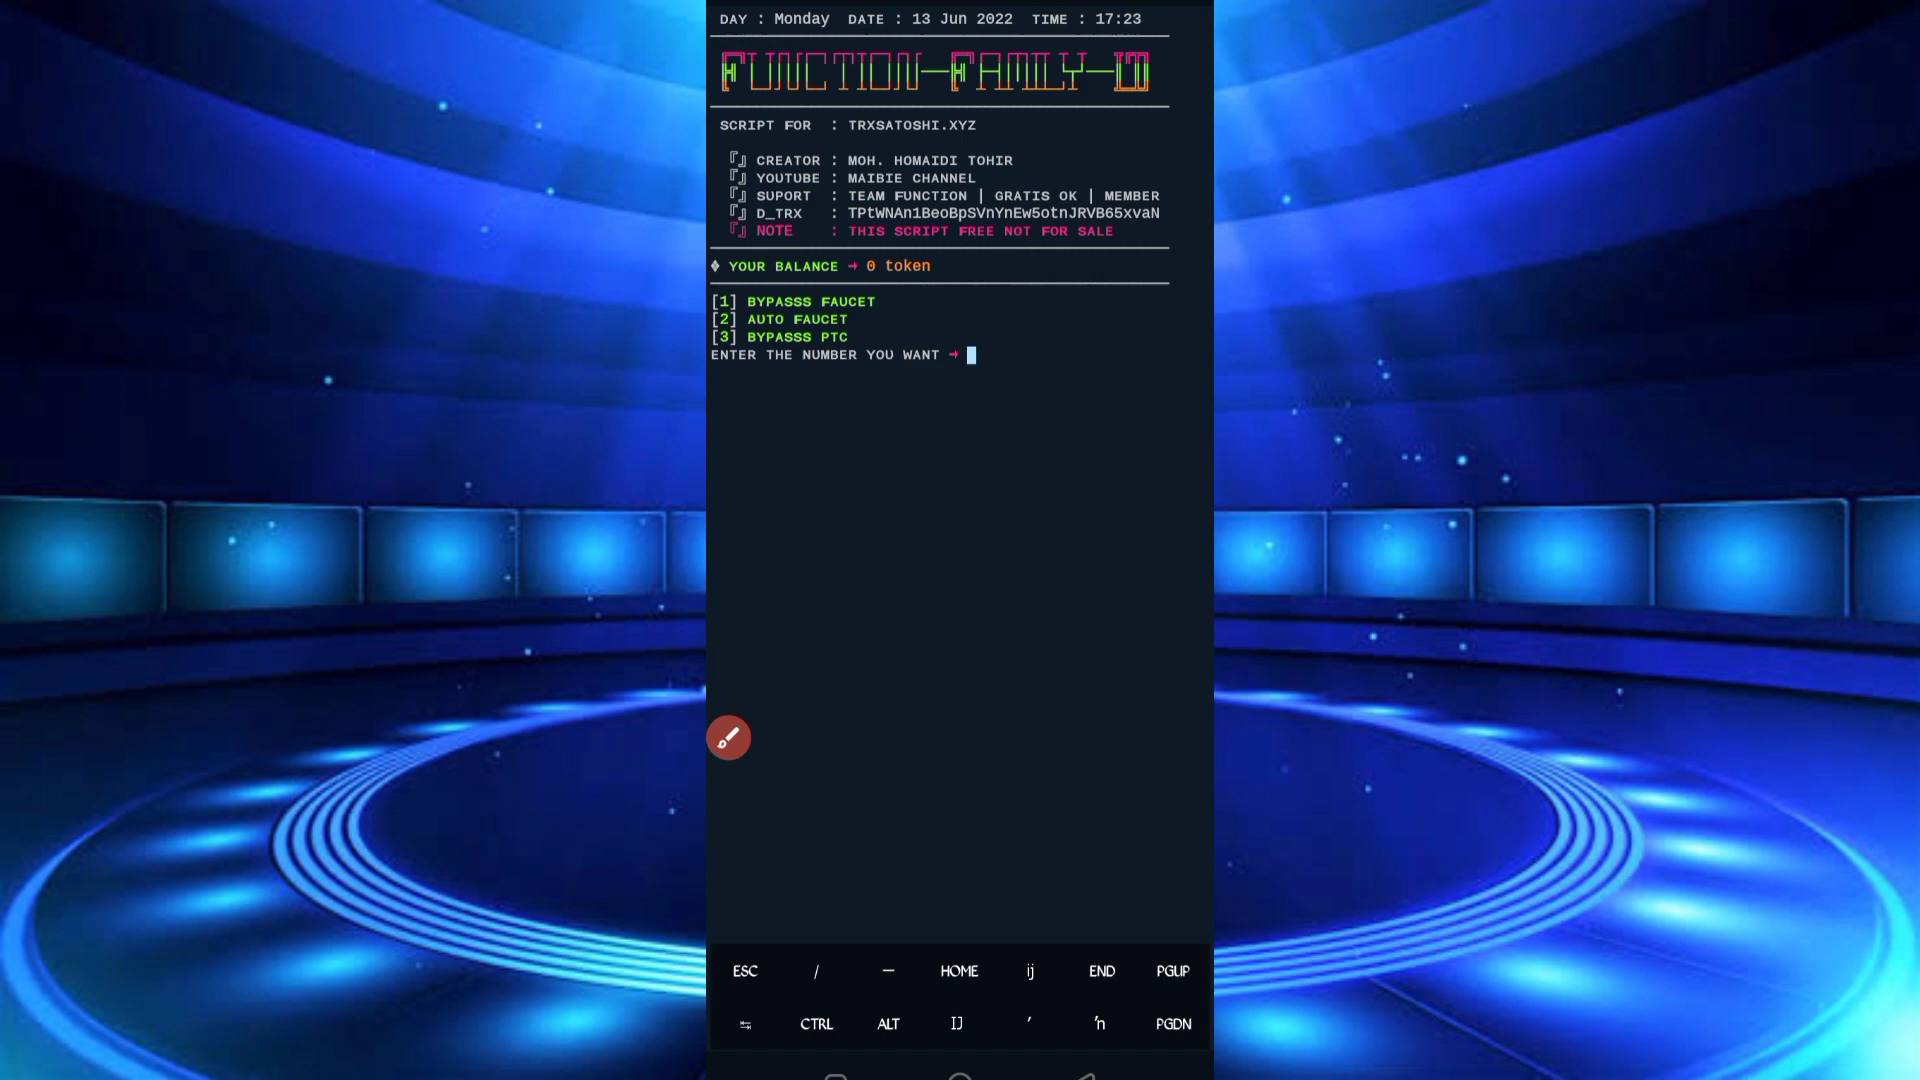 DAY : Monday DATE : 13 Jun 2022 TIME : 17:23
FUNCTION-FAMILY-ID
SCRIPT FOR : TRXSATOSHI.XYZ
『』 CREATOR : MOH. HOMAIDI TOHIR
『』 YOUTUBE : MAIBIE CHANNEL
『』 SUPORT : TEAM FUNCTION | GRATIS OK | MEMBER
『』 D_TRX : TPtWNAn1BeoBpSVnYnEw5otnJRVB65xvaN
『』 NOTE : THIS SCRIPT FREE NOT FOR SALE
YOUR BALANCE → 0 token
[1] BYPASSS FAUCET
[2] AUTO FAUCET
[3] BYPASSS PTC
ENTER THE NUMBER YOU WANT →
ESC / — HOME ij END PGUP
↹ CTRL ALT IJ ′ ŉ PGDN